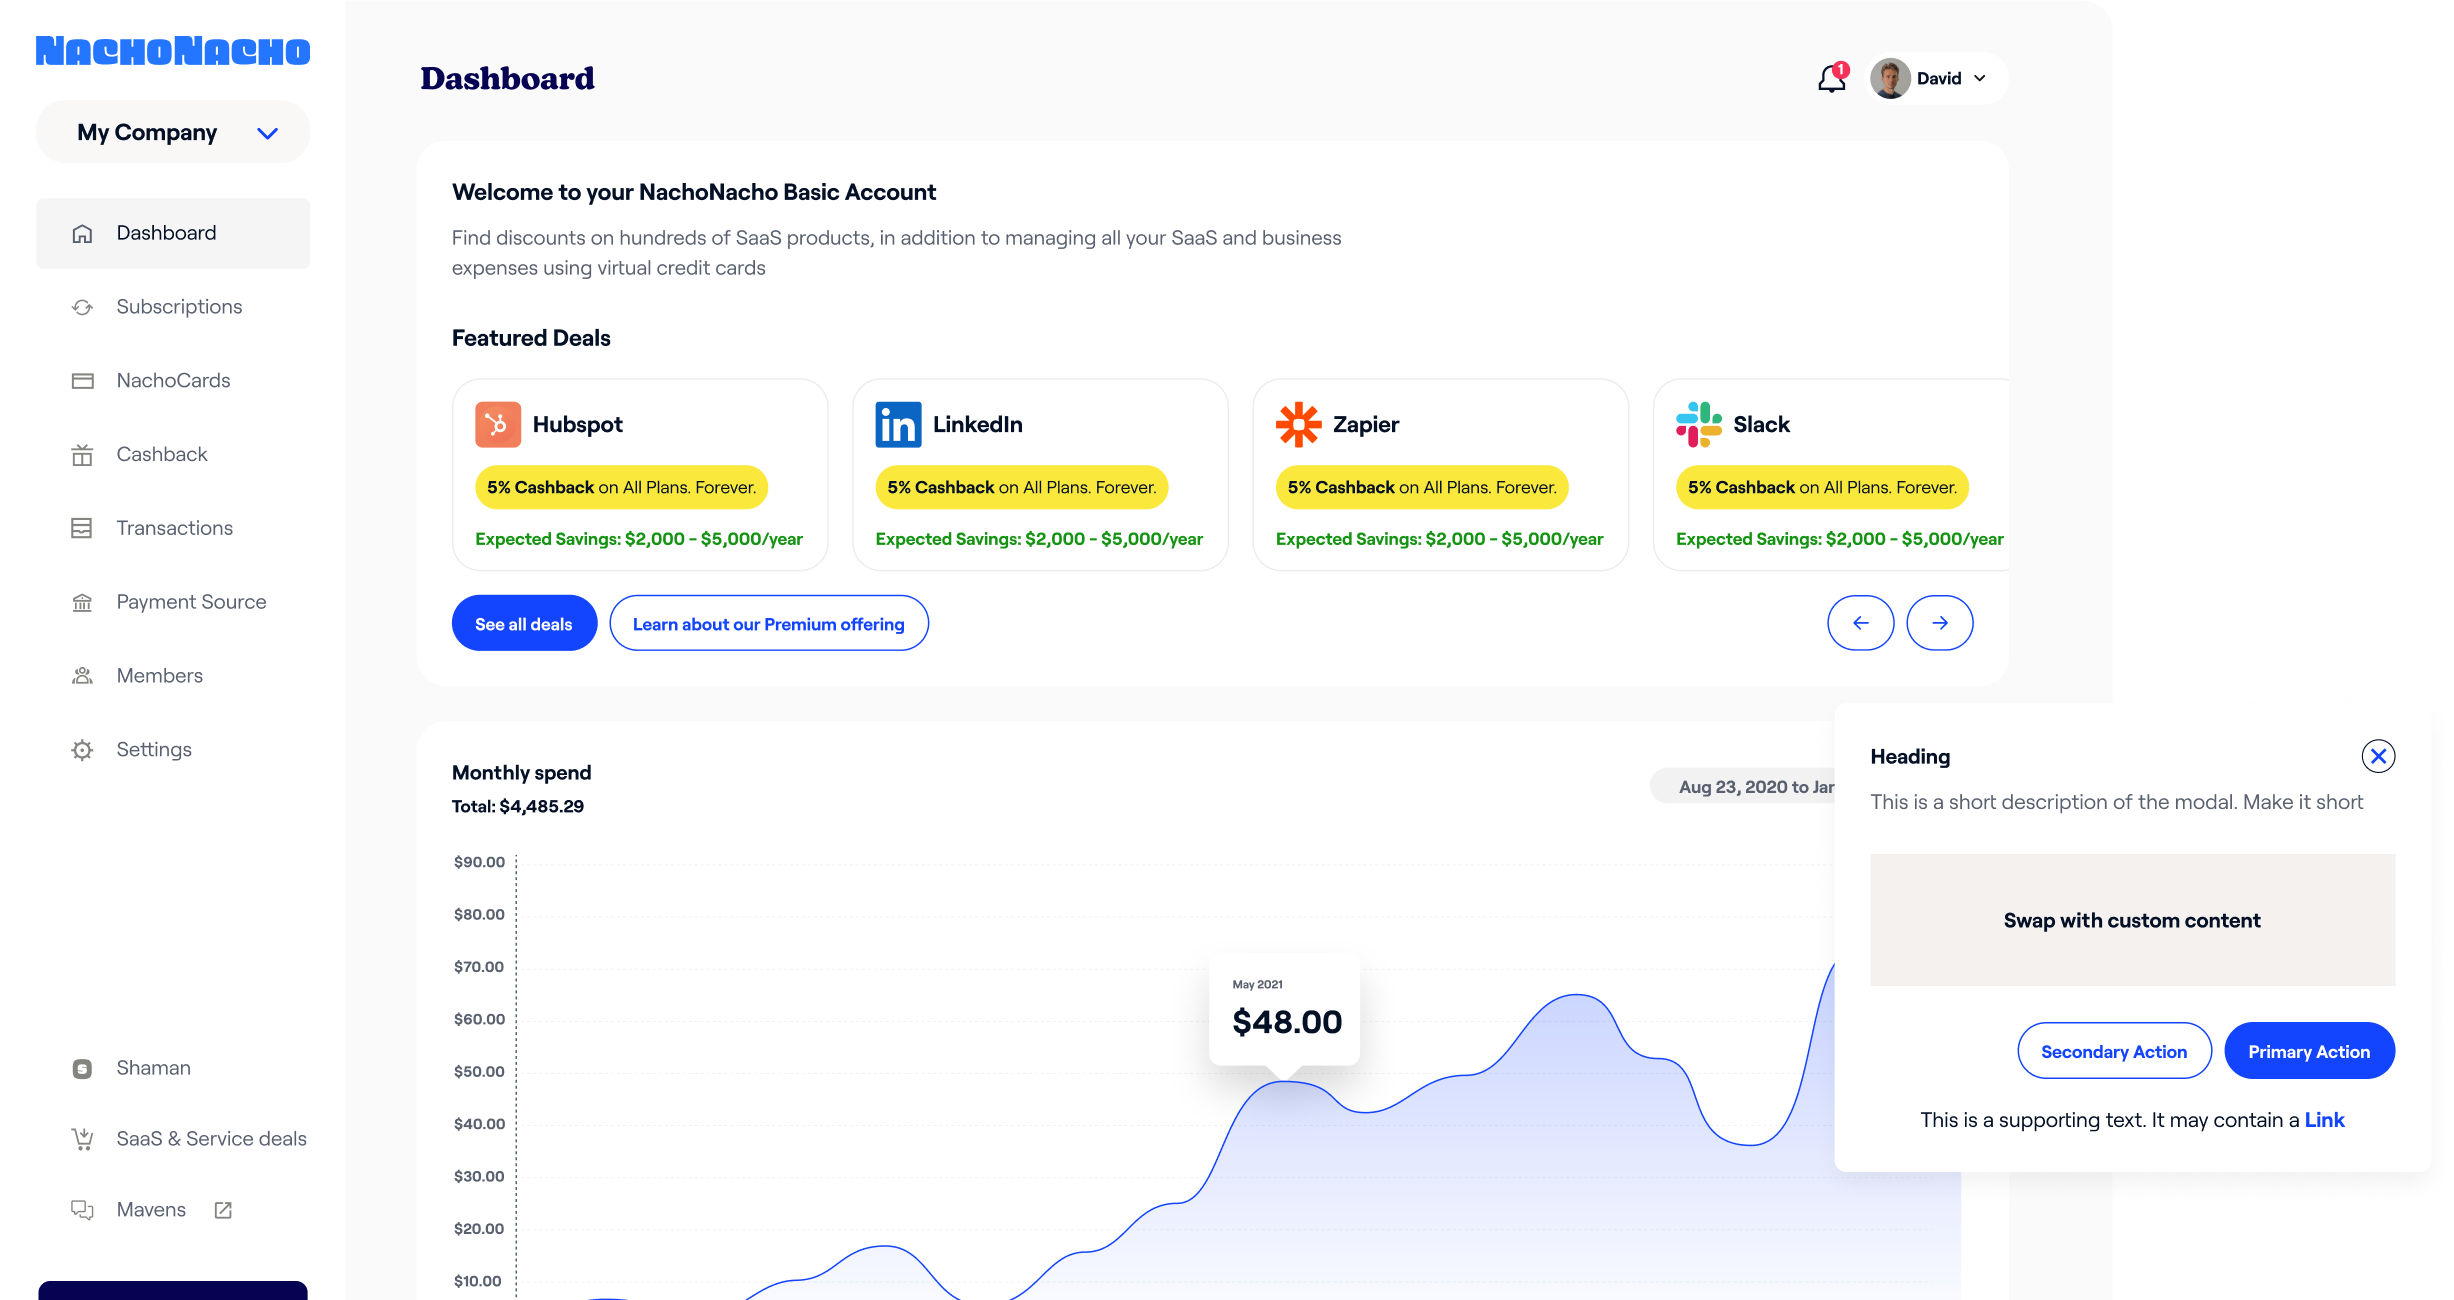 NachoNacho
My Company
Dashboard
Subscriptions
NachoCards
Cashback
Transactions
Payment Source
Members
Settings
Shaman
SaaS & Service deals
Mavens
Dashboard
1
David
Welcome to your NachoNacho Basic Account
Find discounts on hundreds of SaaS products, in addition to managing all your SaaS and business
expenses using virtual credit cards
Featured Deals
Hubspot
5% Cashback on All Plans. Forever.
Expected Savings: $2,000 - $5,000/year
in
LinkedIn
5% Cashback on All Plans. Forever.
Expected Savings: $2,000 - $5,000/year
Zapier
5% Cashback on All Plans. Forever.
Expected Savings: $2,000 - $5,000/year
Slack
5% Cashback on All Plans. Forever.
Expected Savings: $2,000 - $5,000/year
See all deals
Learn about our Premium offering
Monthly spend
Total: $4,485.29
Aug 23, 2020 to
$90.00
$80.00
$70.00
$60.00
$50.00
$40.00
$30.00
$20.00
$10.00
May 2021
$48.00
Heading
This is a short description of the modal. Make it short
Swap with custom content
Secondary Action
Primary Action
This is a supporting text. It may contain a Link